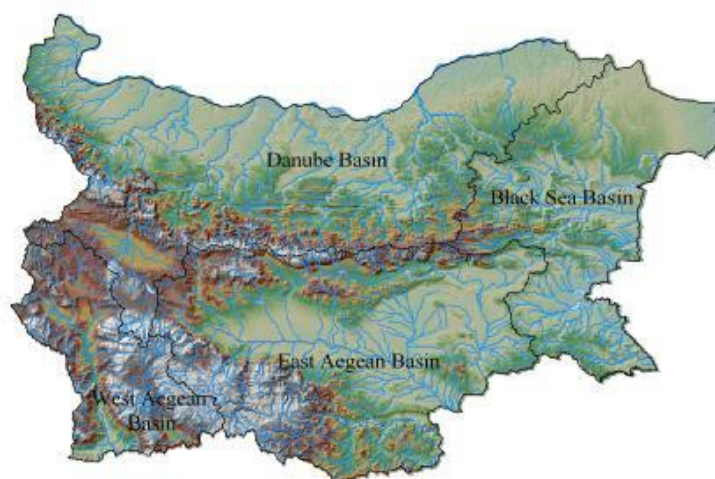 Danube Basin
Black Sea Basin
East Aegean Basin
West Aegean
Basin